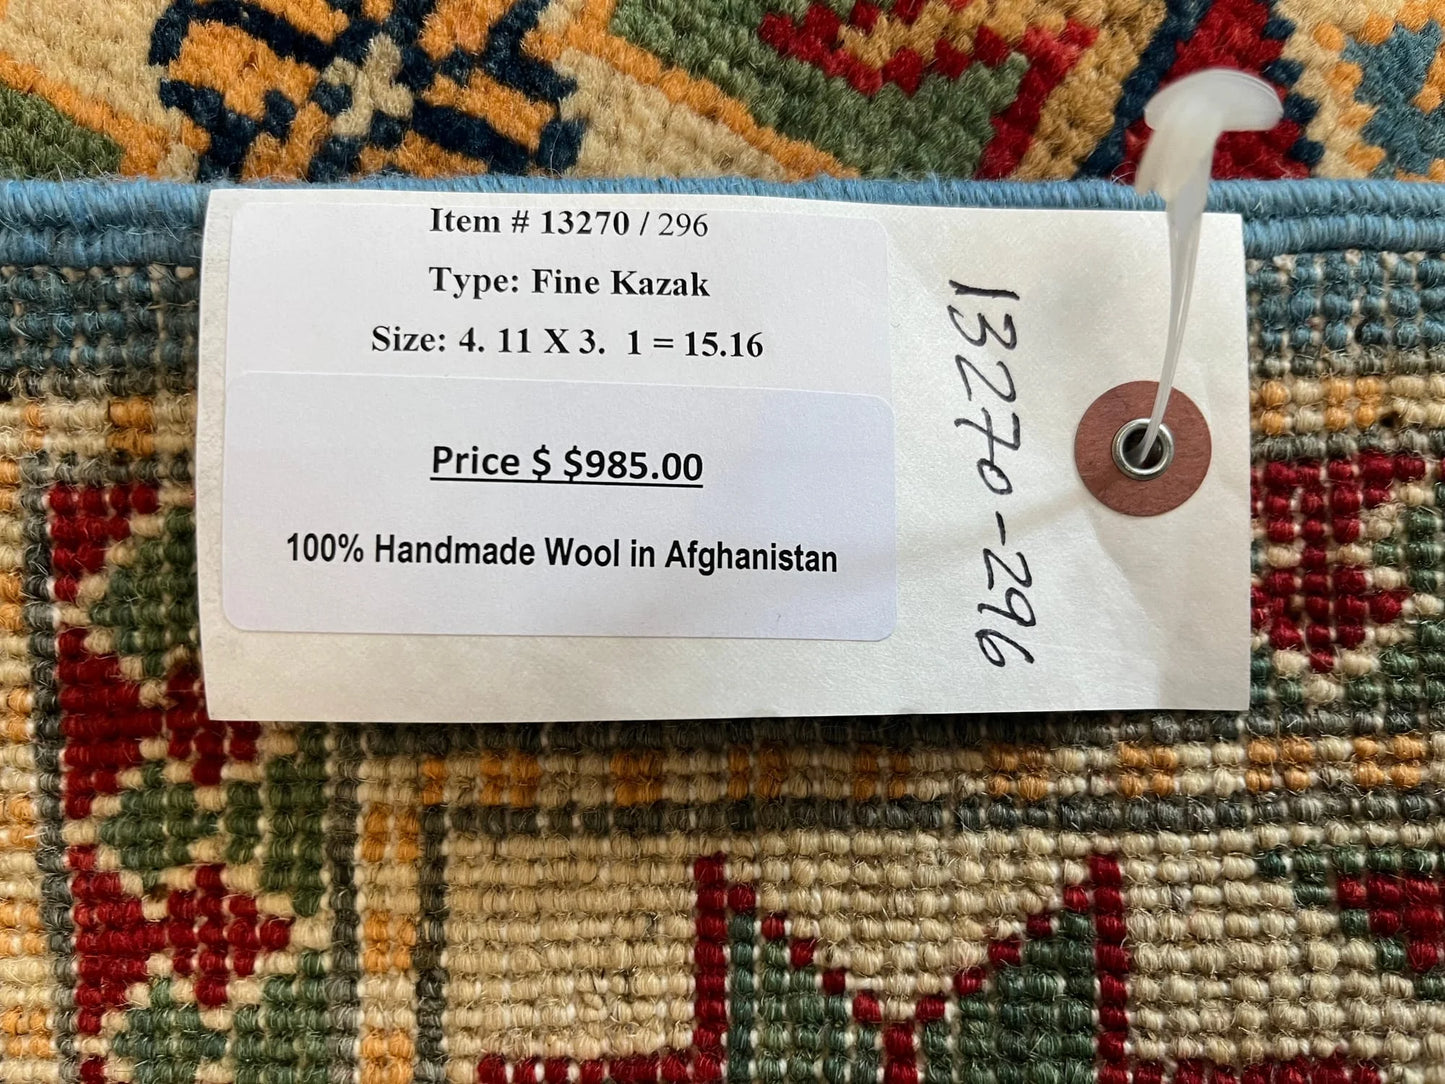 Item # 13270 / 296
Type: Fine Kazak
Size: 4. 11 X 3.  1 = 15.16
Price $ $985.00
100% Handmade Wool in Afghanistan
13270-296